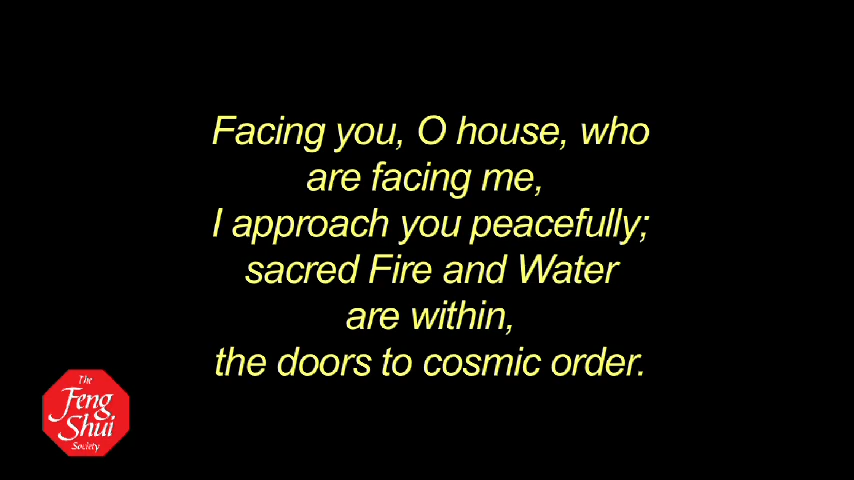 Facing you, O house, who
are facing me,
I approach you peacefully;
sacred Fire and Water
are within,
the doors to cosmic order.
The
Feng
Shui
Society